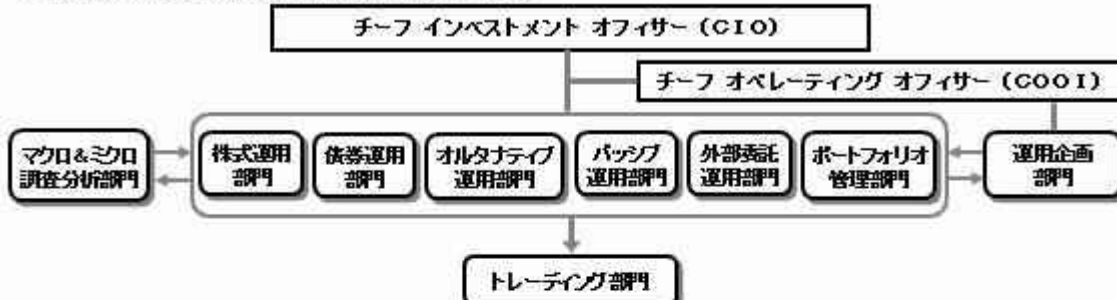 チーフ インベストメント オフィサー (CIO)
チーフ オペレーティング オフィサー (COOI)
マクロ&ミクロ
調査分析部門
株式運用
部門
債券運用
部門
オルタナティブ
運用部門
パッシブ
運用部門
外部委託
運用部門
ポートフォリオ
管理部門
運用企画
部門
トレーディング部門